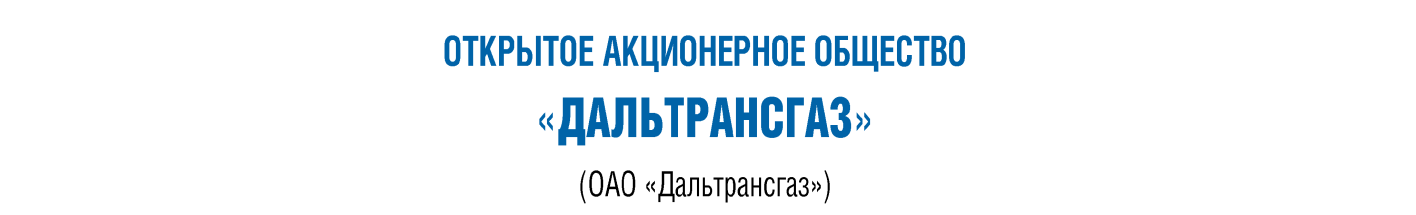 ОТКРЫТОЕ АКЦИОНЕРНОЕ ОБЩЕСТВО
«ДАЛЬТРАНСГАЗ»
(ОАО «Дальтрансгаз»)